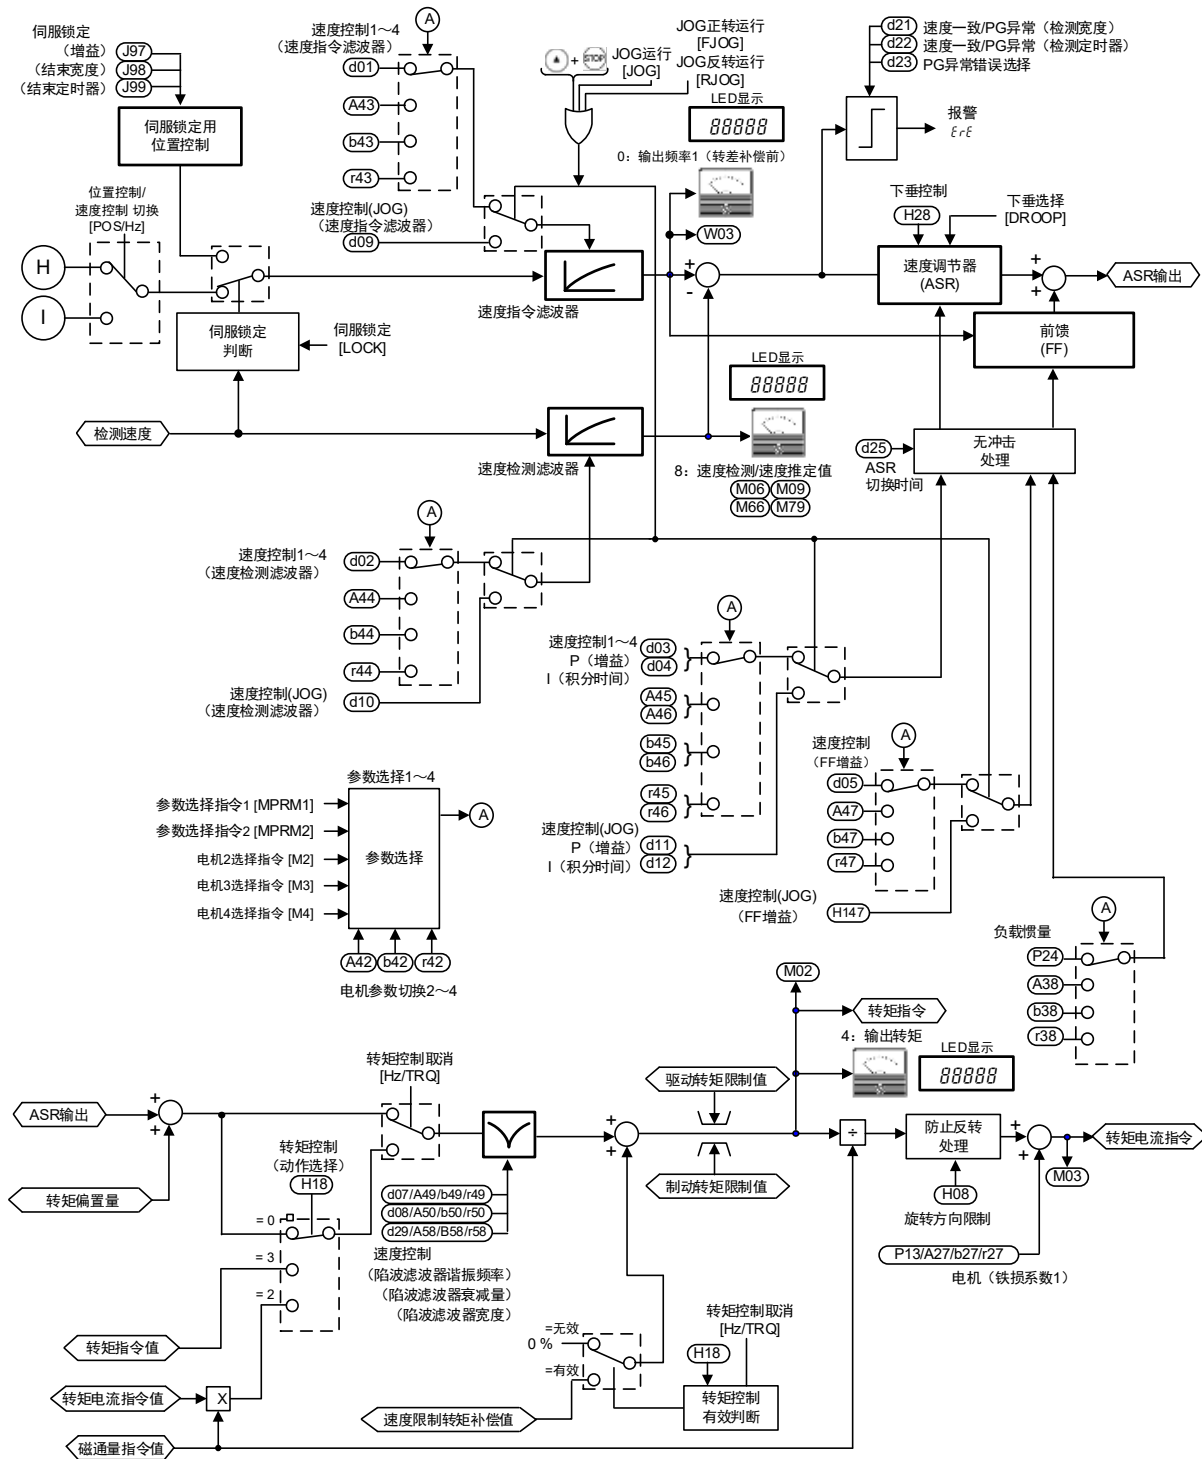 伺服锁定
（增益）
J97
（结束宽度）
J98
（结束定时器）
J99
伺服锁定用
位置控制
位置控制/
速度控制 切换
[POS/Hz]
H
I
伺服锁定
判断
伺服锁定
[LOCK]
检测速度
速度控制1～4
（速度指令滤波器）
A
d01
A43
b43
r43
速度控制(JOG)
（速度指令滤波器）
d09
STOP
JOG运行
[JOG]
JOG正转运行
[FJOG]
JOG反转运行
[RJOG]
LED显示
88888
0：输出频率1（转差补偿前）
W03
速度指令滤波器
d21
速度一致/PG异常（检测宽度）
d22
速度一致/PG异常（检测定时器）
d23
PG异常错误选择
报警
ErE
下垂控制
H28
下垂选择
[DROOP]
+
-
速度调节器
(ASR)
+
+
ASR输出
前馈
(FF)
LED显示
88888
速度检测滤波器
8：速度检测/速度推定值
M06
M09
M66
M79
d25
ASR
切换时间
无冲击
处理
A
速度控制1～4
（速度检测滤波器）
d02
A44
b44
r44
速度控制(JOG)
（速度检测滤波器）
d10
A
速度控制1～4
P（增益）
I（积分时间）
d03
d04
A45
A46
b45
b46
r45
r46
速度控制(JOG)
P（增益）
I（积分时间）
d11
d12
A
速度控制
（FF增益）
d05
A47
b47
r47
速度控制(JOG)
（FF增益）
H147
参数选择1～4
参数选择指令1 [MPRM1]
参数选择指令2 [MPRM2]
电机2选择指令 [M2]
电机3选择指令 [M3]
电机4选择指令 [M4]
参数选择
A
A42
b42
r42
电机参数切换2～4
A
负载惯量
P24
A38
b38
r38
M02
转矩指令
4：输出转矩
LED显示
88888
ASR输出
+
+
转矩偏置量
转矩控制取消
[Hz/TRQ]
转矩控制
（动作选择）
H18
= 0
= 3
= 2
d07/A49/b49/r49
d08/A50/b50/r50
d29/A58/B58/r58
速度控制
（陷波滤波器谐振频率）
（陷波滤波器衰减量）
（陷波滤波器宽度）
+
+
驱动转矩限制值
制动转矩限制值
÷
防止反转
处理
H08
旋转方向限制
+
+
转矩电流指令
M03
P13/A27/b27/r27
电机（铁损系数1）
转矩指令值
转矩电流指令值
X
磁通量指令值
=无效
0 %
=有效
速度限制转矩补偿值
转矩控制取消
[Hz/TRQ]
H18
转矩控制
有效判断